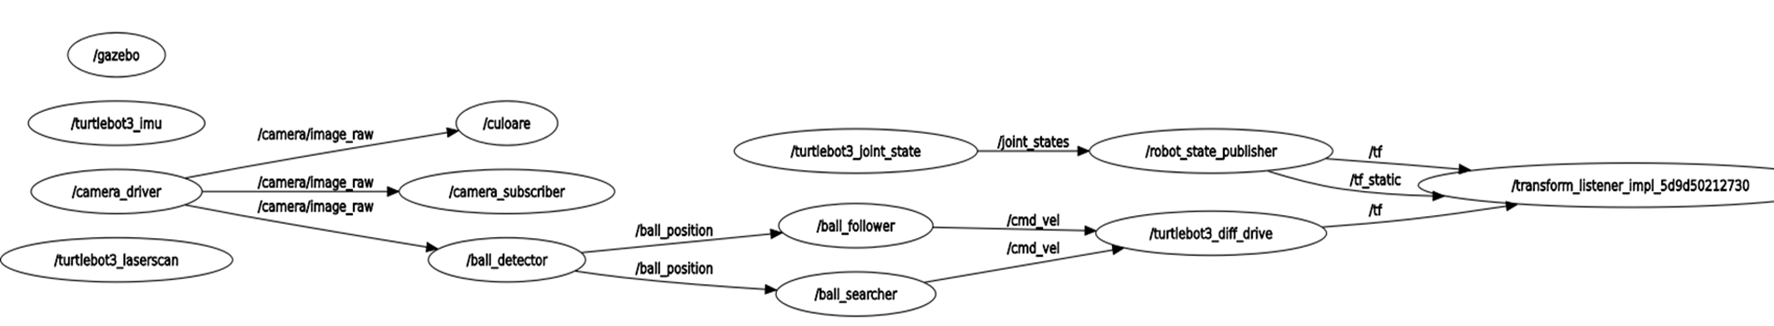 /gazebo
/turtlebot3_imu
/camera_driver
/turtlebot3_laserscan
/camera/image_raw
/camera/image_raw
/camera/image_raw
/culoare
/camera_subscriber
/ball_detector
/ball_position
/ball_position
/turtlebot3_joint_state
/ball_follower
/ball_searcher
/joint_states
/cmd_vel
/cmd_vel
/robot_state_publisher
/turtlebot3_diff_drive
/tf
/tf_static
/tf
/transform_listener_impl_5d9d50212730